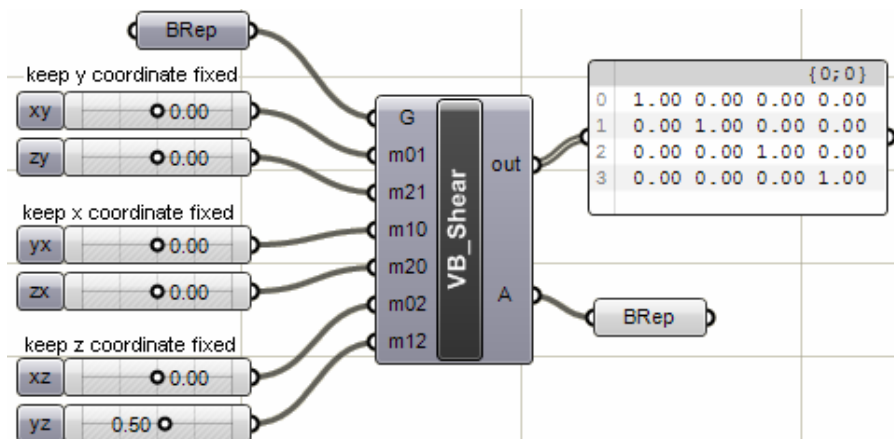 BRep
keep y coordinate fixed
xy 0.00
zy 0.00
keep x coordinate fixed
yx 0.00
zx 0.00
keep z coordinate fixed
xz 0.00
yz 0.50
G
m01
m21
m10
m20
m02
m12
VB_Shear
out
A
{0;0}
0 1.00 0.00 0.00 0.00
1 0.00 1.00 0.00 0.00
2 0.00 0.00 1.00 0.00
3 0.00 0.00 0.00 1.00
BRep